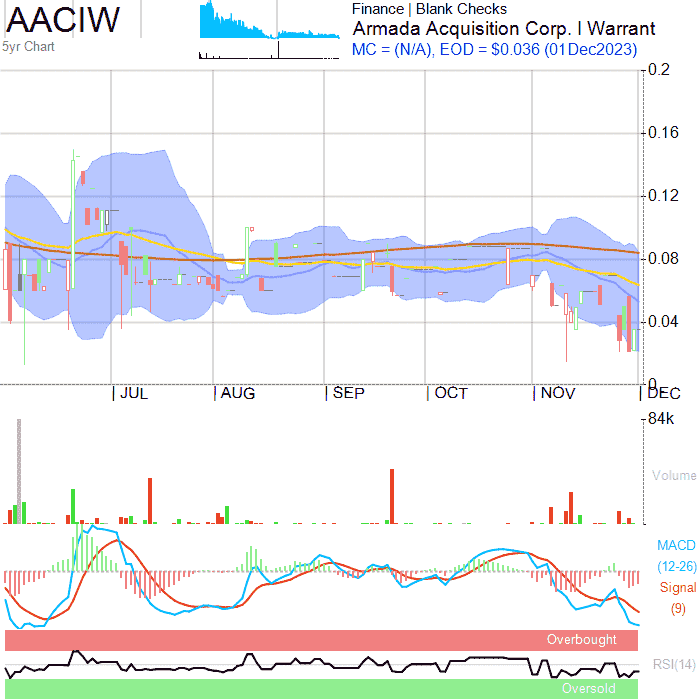 AACIW
5yr Chart
Finance | Blank Checks
Armada Acquisition Corp. I Warrant
MC = (N/A), EOD = $0.036 (01Dec2023)
0.2
0.16
0.12
0.08
0.04
0
JUL
AUG
SEP
OCT
NOV
DEC
84k
Volume
MACD
(12-26)
Signal
(9)
Overbought
RSI(14)
Oversold